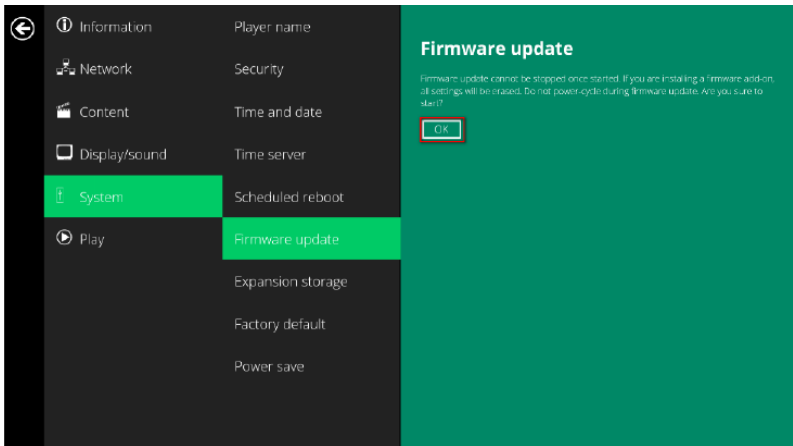 Information
Network
Content
Display/sound
System
Play
Player name
Security
Time and date
Time server
Scheduled reboot
Firmware update
Expansion storage
Factory default
Power save
Firmware update
Firmware update cannot be stopped once started. If you are installing a firmware add-on,
all settings will be erased. Do not power-cycle during firmware update. Are you sure to
start?
OK